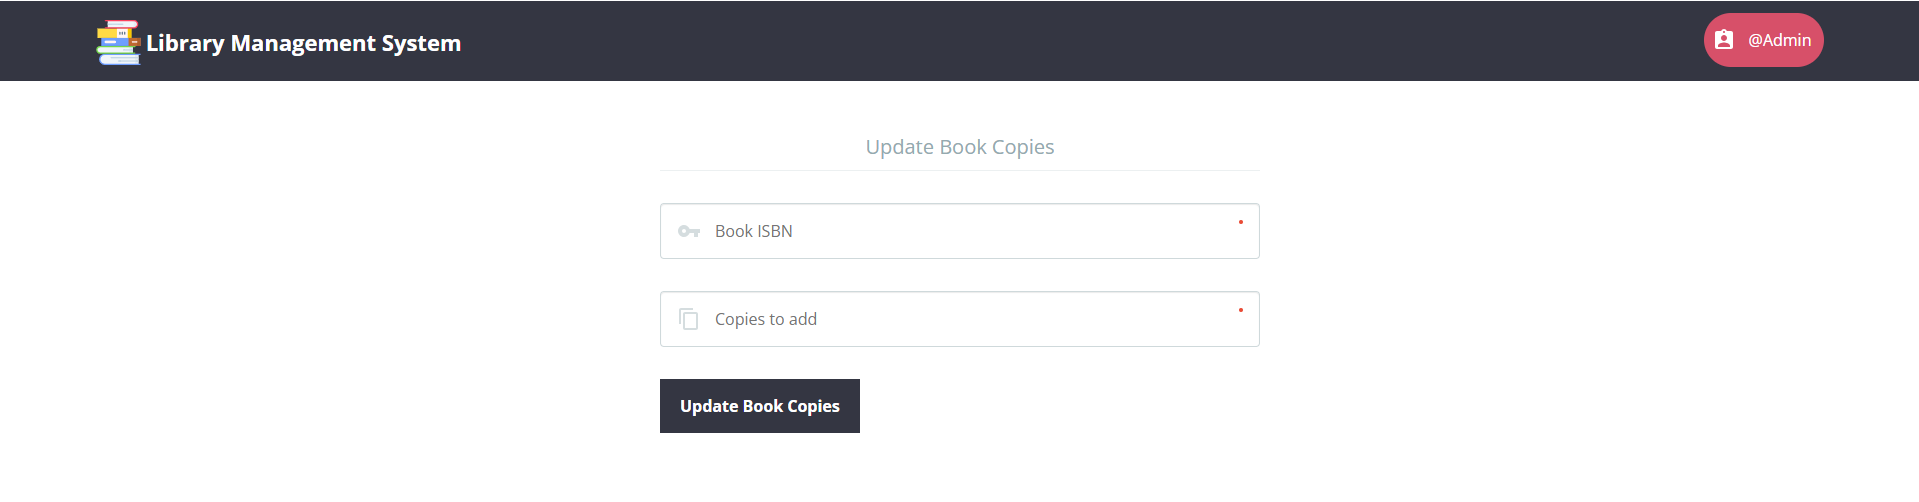 Library Management System
@Admin
Update Book Copies
Book ISBN
Copies to add
Update Book Copies